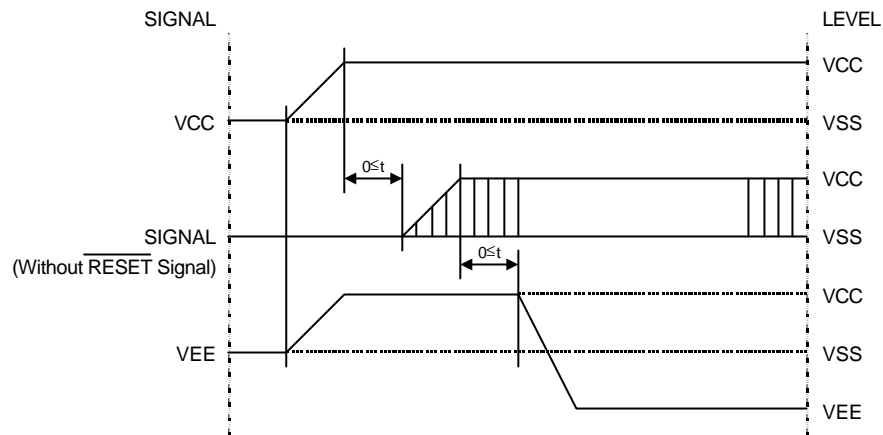 SIGNAL LEVEL
VCC
VCC VSS
0≤t
VCC
SIGNAL VSS
(Without RESET Signal)
0≤t
VCC
VEE VSS
VEE